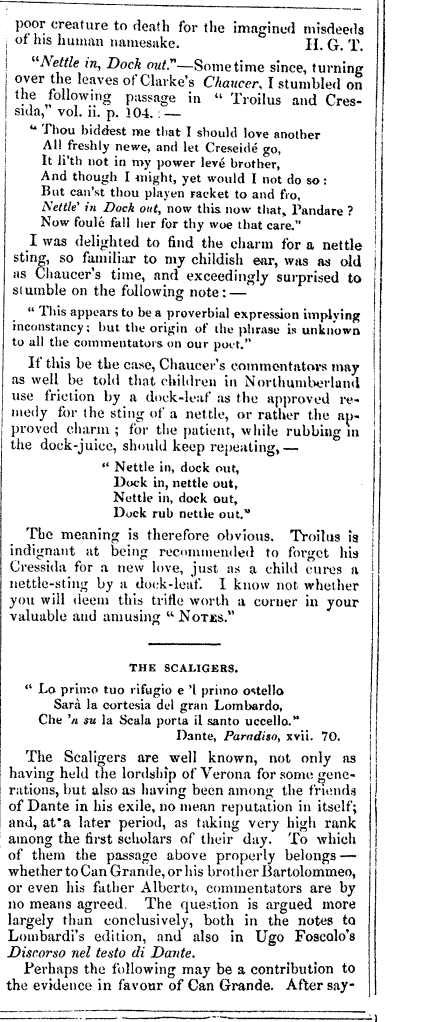 poor creature to death for the imagined misdeeds
of his human namesake. H. G. T.
"Nettle in, Dock out."—Sometime since, turning
over the leaves of Clarke's Chaucer, I stumbled on
the following passage in "Troilus and Cres-
sida," vol. ii. p. 104. : —
"Thou biddest me that I should love another
All freshly newe, and let Creseidé go,
It li'th not in my power levé brother,
And though I might, yet would I not do so:
But can'st thou playen racket to and fro,
Nettle' in Dock out, now this now that, Pandare?
Now foulé fall her for thy woe that care."
I was delighted to find the charm for a nettle
sting, so familiar to my childish ear, was as old
as Chaucer's time, and exceedingly surprised to
stumble on the following note: —
"This appears to be a proverbial expression implying
inconstancy; but the origin of the phrase is unknown
to all the commentators on our poet."
If this be the case, Chaucer's commentators may
as well be told that children in Northumberland
use friction by a dock-leaf as the approved re-
medy for the sting of a nettle, or rather the ap-
proved charm; for the patient, while rubbing in
the dock-juice, should keep repeating, —
"Nettle in, dock out,
Dock in, nettle out,
Nettle in, dock out,
Dock rub nettle out."
The meaning is therefore obvious. Troilus is
indignant at being recommended to forget his
Cressida for a new love, just as a child cures a
nettle-sting by a dock-leaf. I know not whether
you will deem this trifle worth a corner in your
valuable and amusing "NOTES."
THE SCALIGERS.
"Lo primo tuo rifugio e 'l primo ostello
Sarà la cortesia del gran Lombardo,
Che 'n su la Scala porta il santo uccello."
Dante, Paradiso, xvii. 70.
The Scaligers are well known, not only as
having held the lordship of Verona for some gene-
rations, but also as having been among the friends
of Dante in his exile, no mean reputation in itself;
and, at a later period, as taking very high rank
among the first scholars of their day. To which
of them the passage above properly belongs —
whether to Can Grande, or his brother Bartolommeo,
or even his father Alberto, commentators are by
no means agreed. The question is argued more
largely than conclusively, both in the notes to
Lombardi's edition, and also in Ugo Foscolo's
Discorso nel testo di Dante.
Perhaps the following may be a contribution to
the evidence in favour of Can Grande. After say-